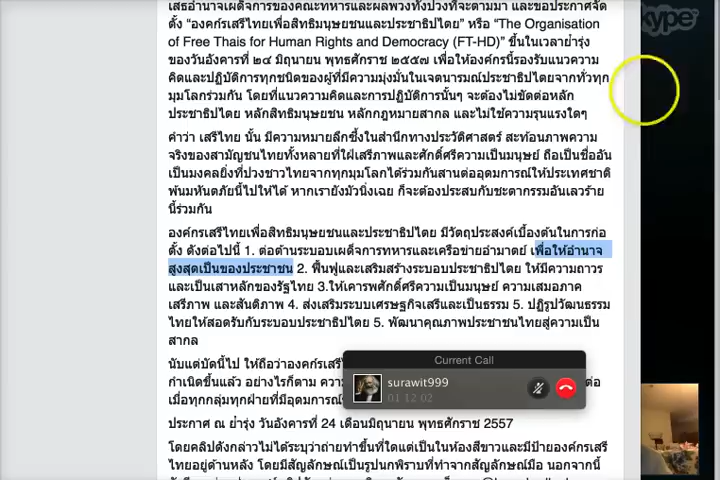 เสธอำนาจเผด็จการของคณะทหารและผลพวงทั้งปวงที่จะตามมา และขอประกาศจัด
ตั้ง “องค์กรเสรีไทยเพื่อสิทธิมนุษยชนและประชาธิปไตย” หรือ “The Organisation
of Free Thais for Human Rights and Democracy (FT-HD)” ขึ้นในเวลาย่ำรุ่ง
ของวันอังคารที่ ๒๔ มิถุนายน พุทธศักราช ๒๕๕๗ เพื่อให้องค์กรนี้รองรับแนวความ
คิดและปฏิบัติการทุกชนิดของผู้ที่มีความมุ่งมั่นในเจตนารมณ์ประชาธิปไตยจากทั่วทุก
มุมโลกร่วมกัน โดยที่แนวความคิดและการปฏิบัติการนั้นๆ จะต้องไม่ขัดต่อหลัก
ประชาธิปไตย หลักสิทธิมนุษยชน หลักกฎหมายสากล และไม่ใช้ความรุนแรงใดๆ
คำว่า เสรีไทย นั้น มีความหมายลึกซึ้งในสำนึกทางประวัติศาสตร์ สะท้อนภาพความ
จริงของสามัญชนไทยทั้งหลายที่ใฝ่เสรีภาพและศักดิ์ศรีความเป็นมนุษย์ ถือเป็นชื่ออัน
เป็นมงคลยิ่งที่ปวงชาวไทยจากทุกมุมโลกได้ร่วมกันสานต่ออุดมการณ์ให้ประเทศชาติ
พ้นมหันตภัยนี้ไปให้ได้ หากเรายังมัวนิ่งเฉย ก็จะต้องประสบกับชะตากรรมอันเลวร้าย
นี้ร่วมกัน
องค์กรเสรีไทยเพื่อสิทธิมนุษยชนและประชาธิปไตย มีวัตถุประสงค์เบื้องต้นในการก่อ
ตั้ง ดังต่อไปนี้ 1. ต่อต้านระบอบเผด็จการทหารและเครือข่ายอำมาตย์ เพื่อให้อำนาจ
สูงสุดเป็นของประชาชน 2. ฟื้นฟูและเสริมสร้างระบอบประชาธิปไตย ให้มีความถาวร
และเป็นเสาหลักของรัฐไทย 3.ให้เคารพศักดิ์ศรีความเป็นมนุษย์ ความเสมอภาค
เสรีภาพ และสันติภาพ 4. ส่งเสริมระบบเศรษฐกิจเสรีและเป็นธรรม 5. ปฏิรูปวัฒนธรรม
ไทยให้สอดรับกับระบอบประชาธิปไตย 5. พัฒนาคุณภาพประชาชนไทยสู่ความเป็น
สากล
นับแต่บัดนี้ไป ให้ถือว่าองค์กรเสรี
กำเนิดขึ้นแล้ว อย่างไรก็ตาม ความ ต่อ
เมื่อทุกกลุ่มทุกฝ่ายที่มีอุดมการณ์
ประกาศ ณ ย่ำรุ่ง วันอังคารที่ 24 เดือนมิถุนายน พุทธศักราช 2557
โดยคลิปดังกล่าวไม่ได้ระบุว่าถ่ายทำขึ้นที่ใดแต่เป็นในห้องสีขาวและมีป้ายองค์กรเสรี
ไทยอยู่ด้านหลัง โดยมีสัญลักษณ์เป็นรูปนกพิราบที่ทำจากสัญลักษณ์มือ นอกจากนี้
Current Call
surawit999
01 12 02
skype